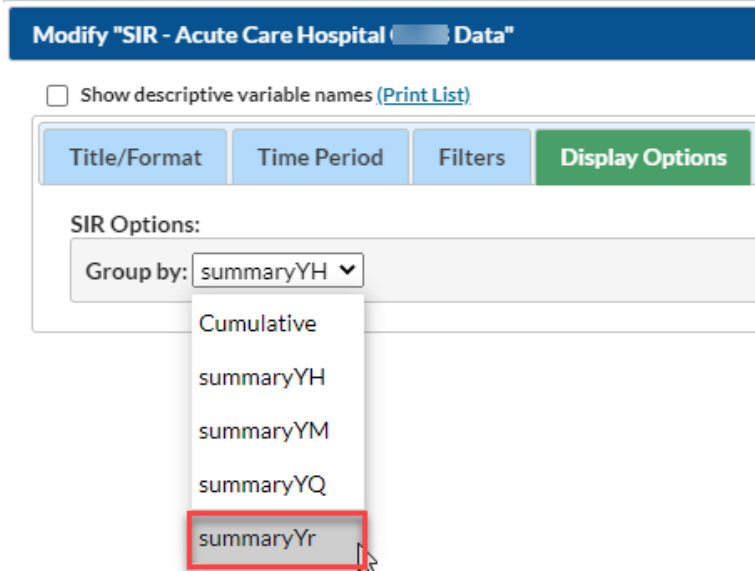 Modify "SIR - Acute Care Hospital Data"
Show descriptive variable names (Print List)
Title/Format Time Period Filters Display Options
SIR Options:
Group by: summaryYH
Cumulative
summaryYH
summaryYM
summaryYQ
summaryYr